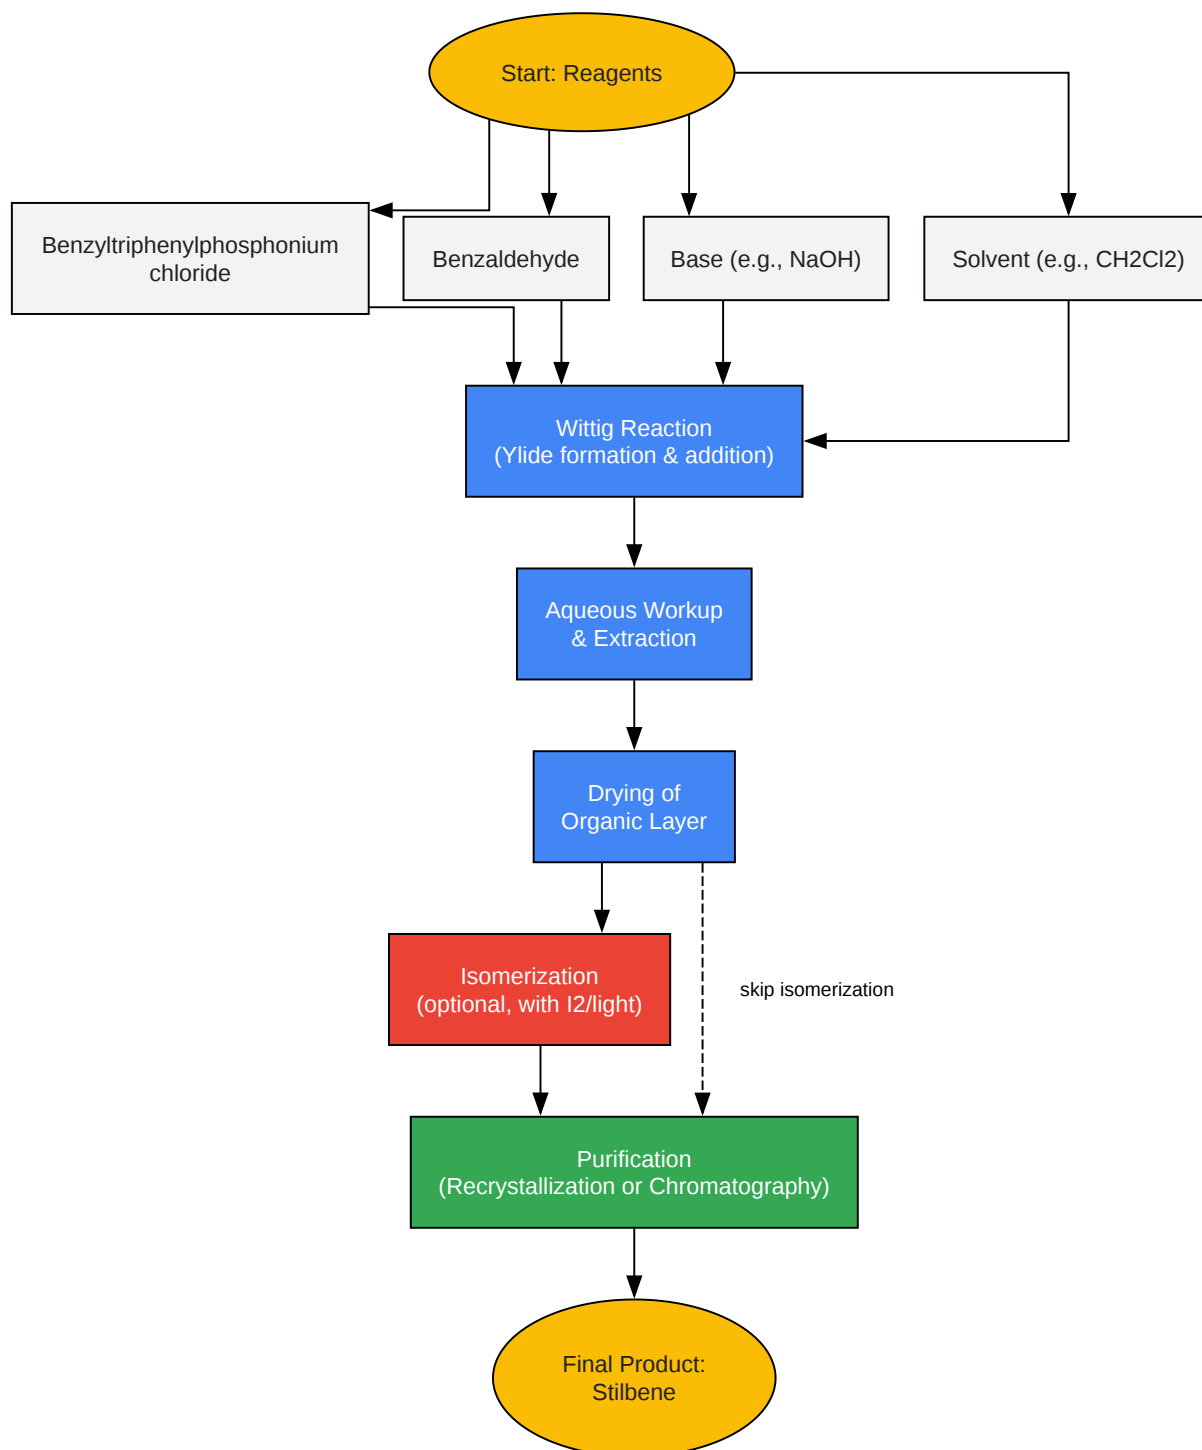 Start: Reagents
Benzyltriphenylphosphonium
chloride
Benzaldehyde
Base (e.g., NaOH)
Solvent (e.g., CH2Cl2)
Wittig Reaction
(Ylide formation & addition)
Aqueous Workup
& Extraction
Drying of
Organic Layer
Isomerization
(optional, with I2/light)
skip isomerization
Purification
(Recrystallization or Chromatography)
Final Product:
Stilbene